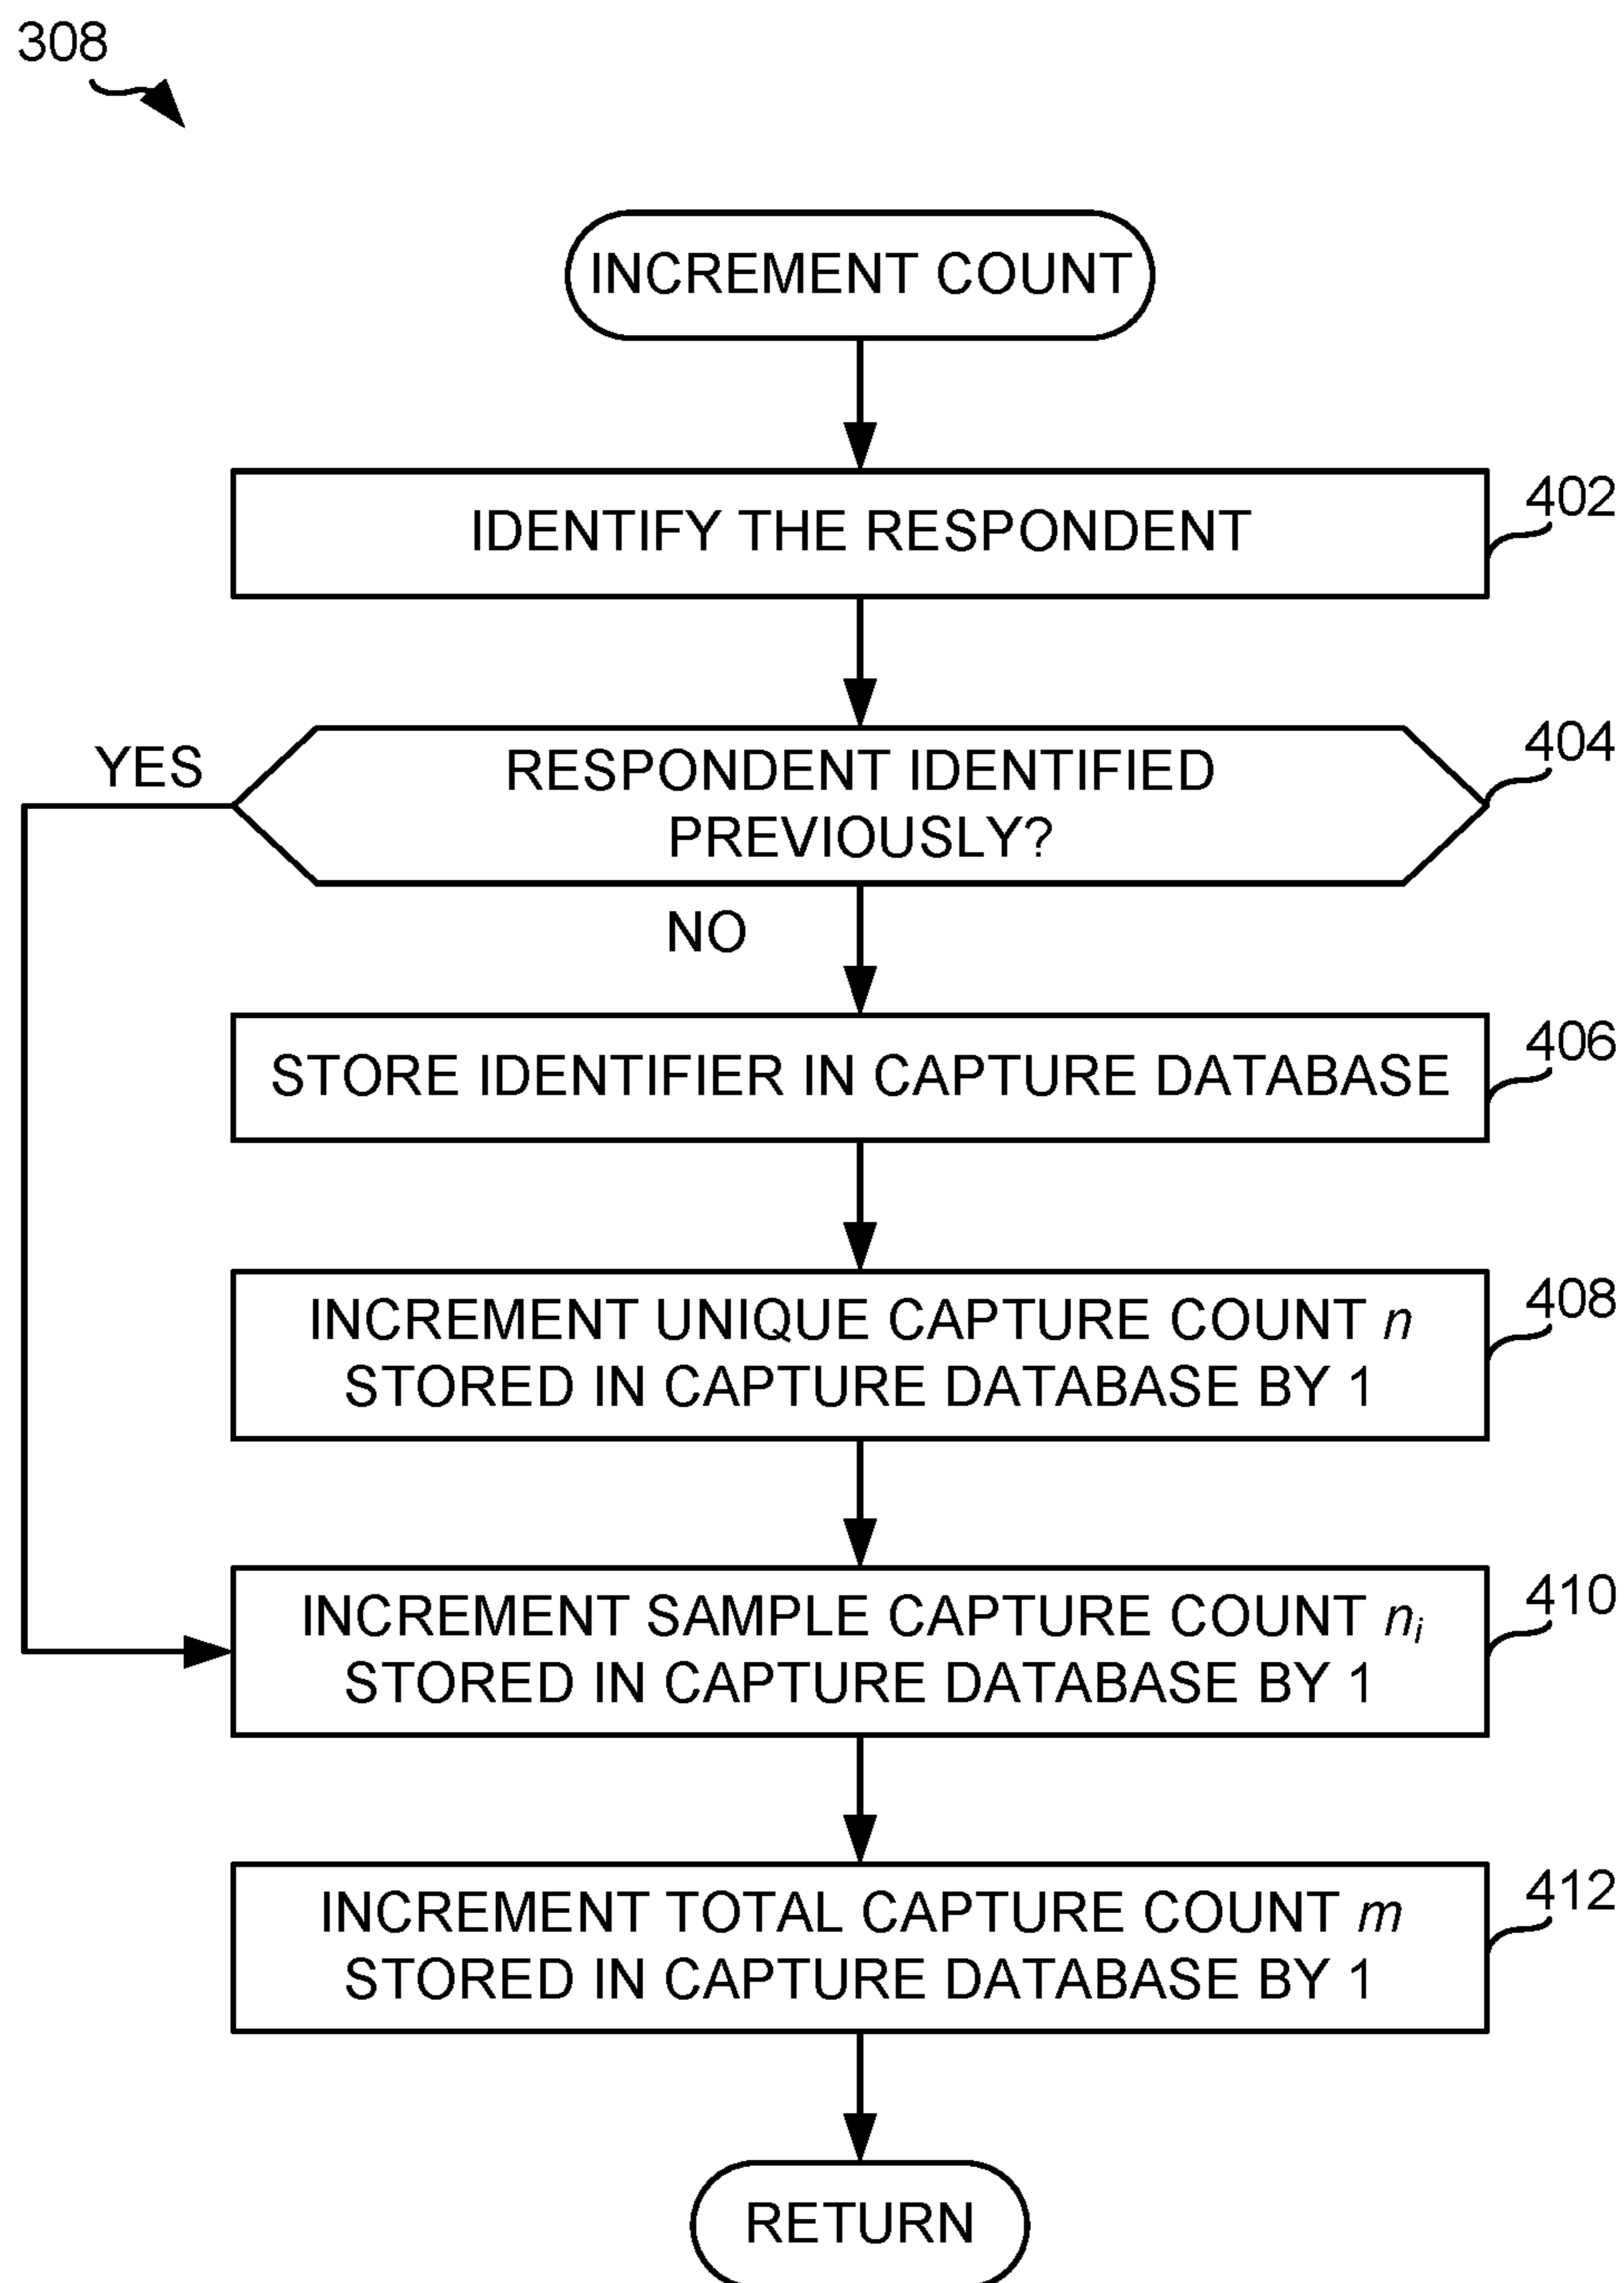 308
INCREMENT COUNT
IDENTIFY THE RESPONDENT
402
YES
RESPONDENT IDENTIFIED
PREVIOUSLY?
404
NO
STORE IDENTIFIER IN CAPTURE DATABASE
406
INCREMENT UNIQUE CAPTURE COUNT n
STORED IN CAPTURE DATABASE BY 1
408
INCREMENT SAMPLE CAPTURE COUNT nᵢ
STORED IN CAPTURE DATABASE BY 1
410
INCREMENT TOTAL CAPTURE COUNT m
STORED IN CAPTURE DATABASE BY 1
412
RETURN